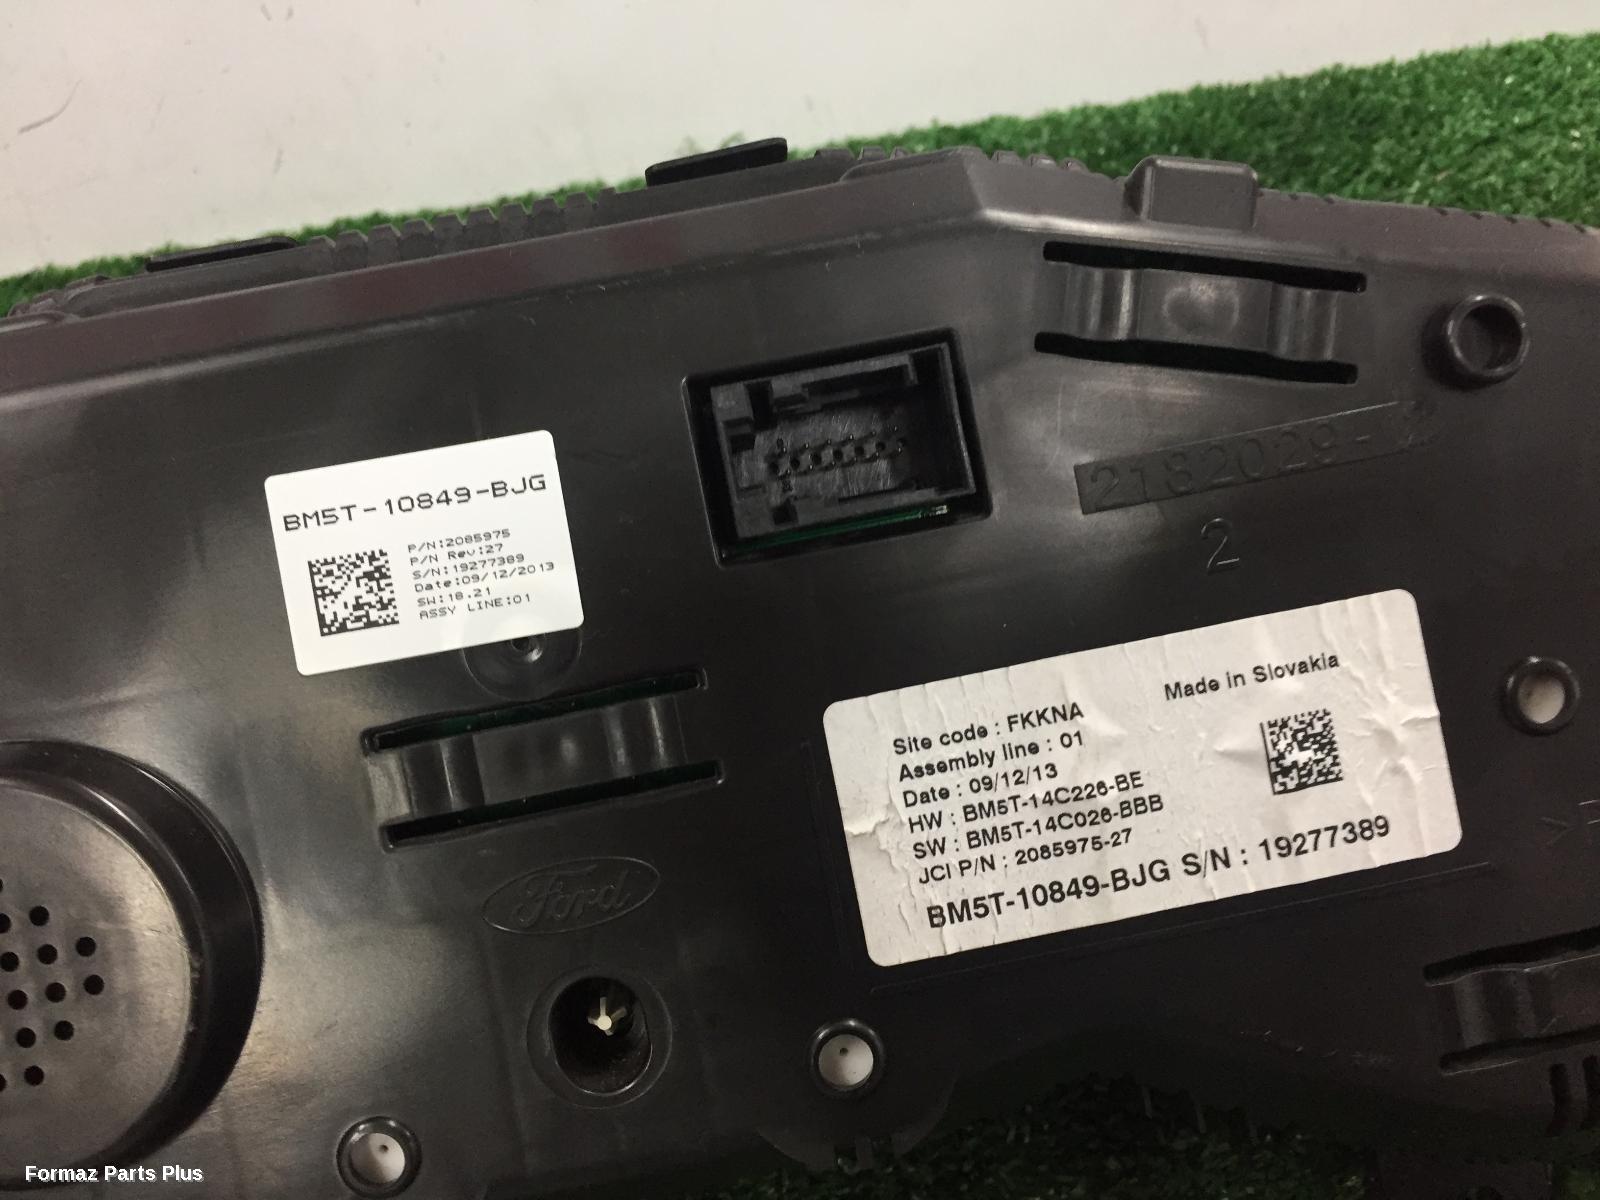 BM5T-10849-BJG
P/N:2085975
P/N Rev:27
S/N:19277389
Date:09/12/2013
SW:18.21
ASSY LINE:01
2182029-
2
Made in Slovakia
Site code : FKKNA
Assembly line : 01
Date : 09/12/13
HW : BM5T-14C226-BE
SW : BM5T-14C026-BBB
JCI P/N : 2085975-27
BM5T-10849-BJG S/N : 19277389
Ford
Formaz Parts Plus